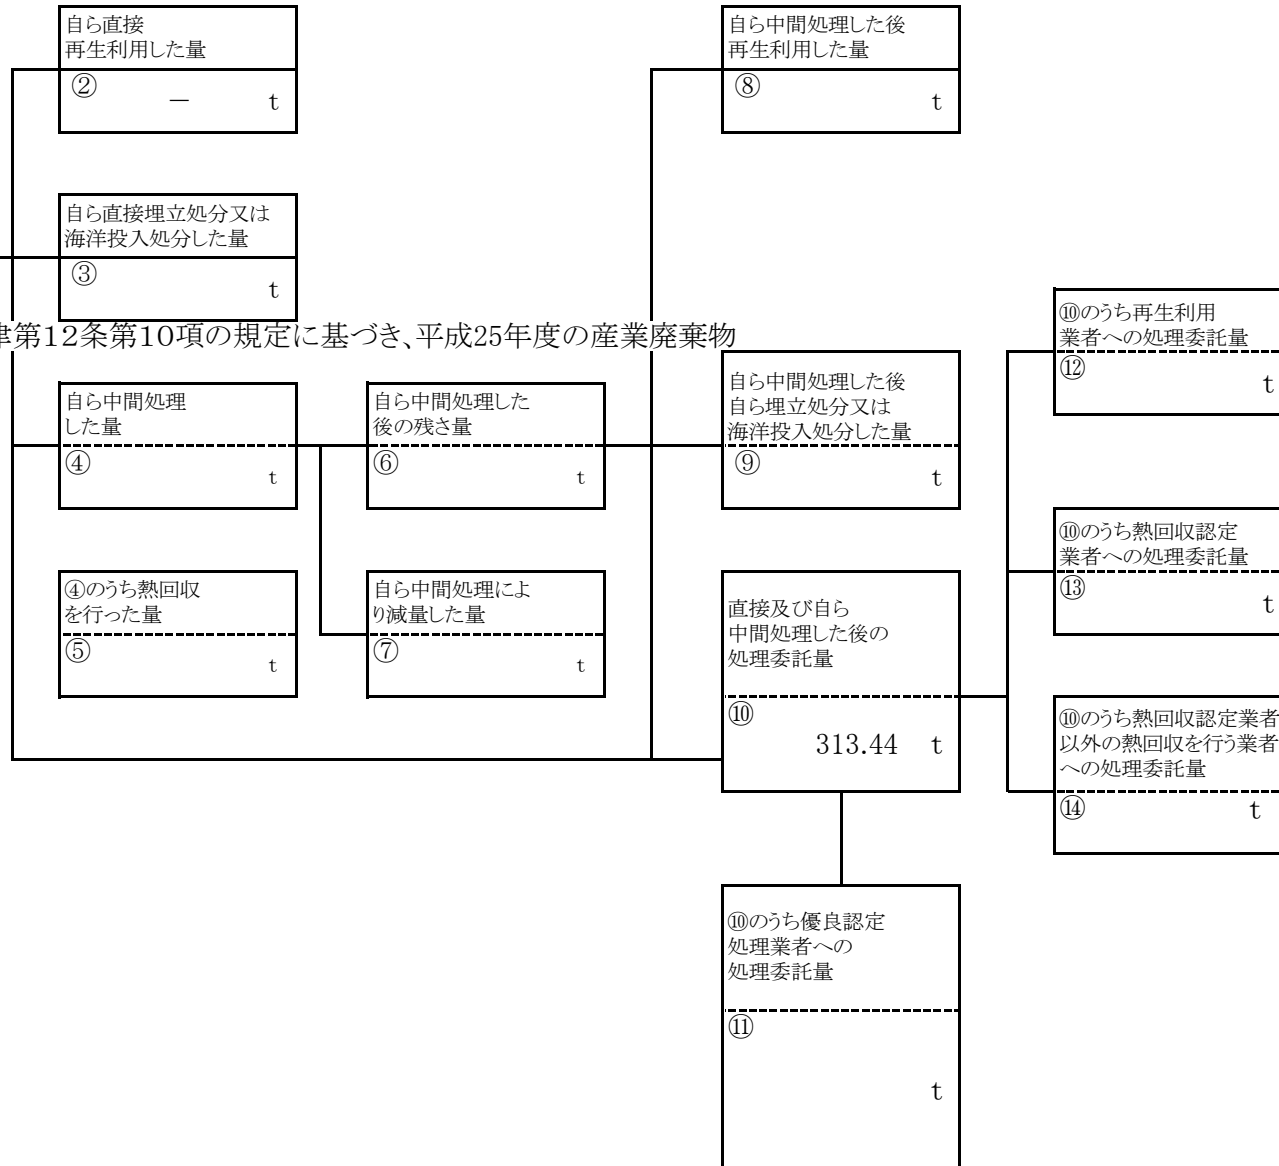 自ら直接
再生利用した量
② － t
自ら中間処理した後
再生利用した量
⑧ t
自ら直接埋立処分又は
海洋投入処分した量
③ t
律第12条第10項の規定に基づき、平成25年度の産業廃棄物
⑩のうち再生利用
業者への処理委託量
⑫ t
自ら中間処理
した量
④ t
自ら中間処理した
後の残さ量
⑥ t
自ら中間処理した後
自ら埋立処分又は
海洋投入処分した量
⑨ t
⑩のうち熱回収認定
業者への処理委託量
⑬ t
④のうち熱回収
を行った量
⑤ t
自ら中間処理によ
り減量した量
⑦ t
直接及び自ら
中間処理した後の
処理委託量
⑩
313.44 t
⑩のうち熱回収認定業者
以外の熱回収を行う業者
への処理委託量
⑭ t
⑩のうち優良認定
処理業者への
処理委託量
⑪
t